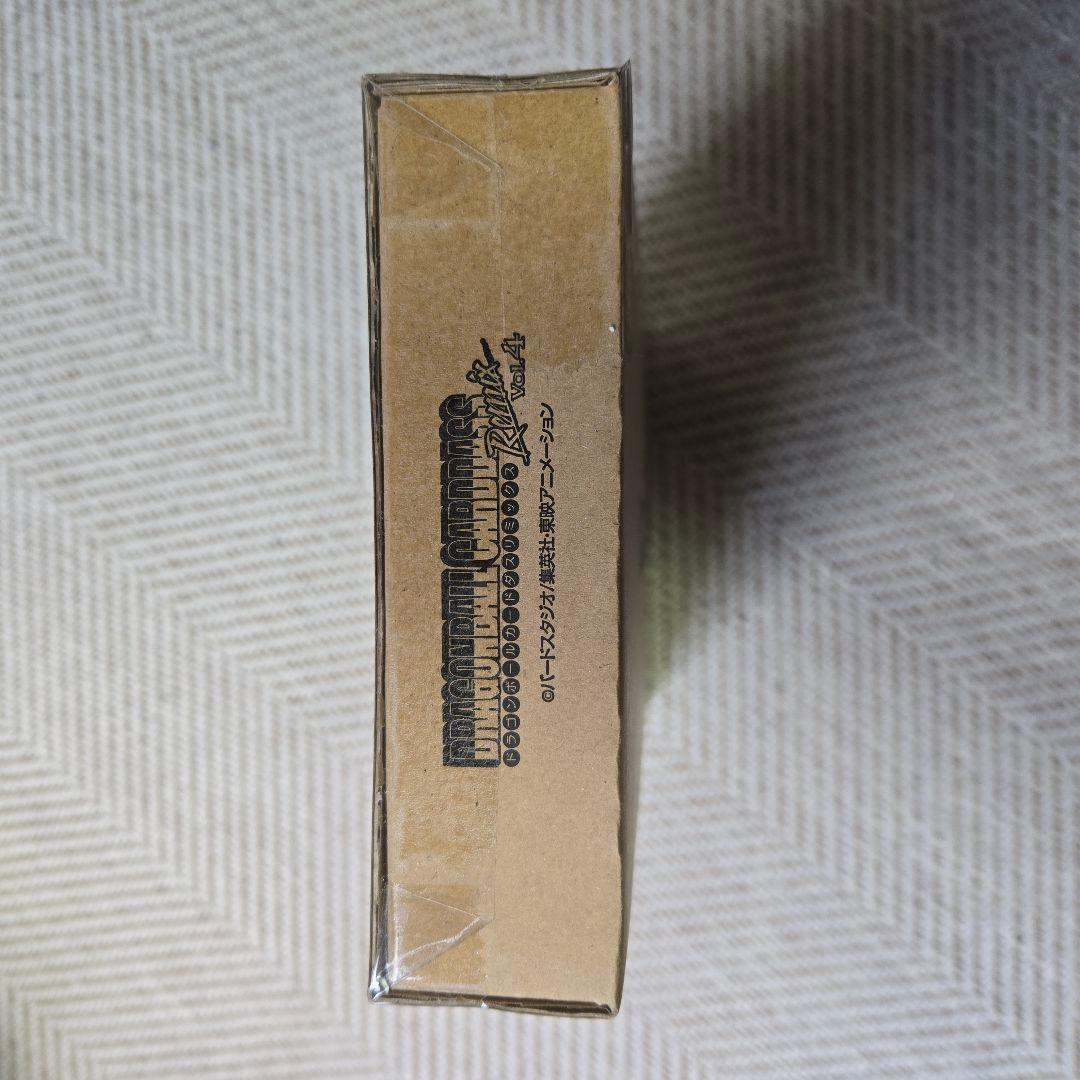 DRAGONBALL CARDDASS
Remix
Vol.4
ドラゴンボールカードダスリミックス
©バードスタジオ/集英社・東映アニメーション